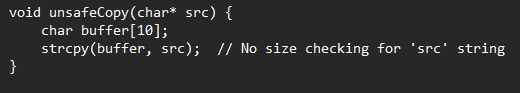 void unsafeCopy(char* src) {
    char buffer[10];
    strcpy(buffer, src);  // No size checking for 'src' string
}